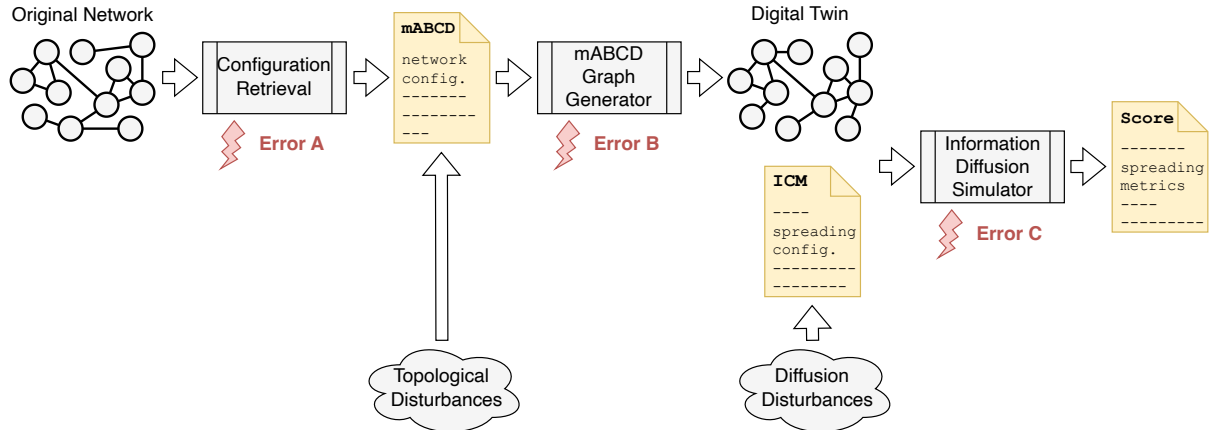 Original Network
Configuration
Retrieval
Error A
mABCD
network
config.
-------
----------
---
mABCD
Graph
Generator
Error B
Digital Twin
ICM
----
spreading
config.
---------
--------
Information
Diffusion
Simulator
Error C
Score
-------
spreading
metrics
----
---------
Topological
Disturbances
Diffusion
Disturbances